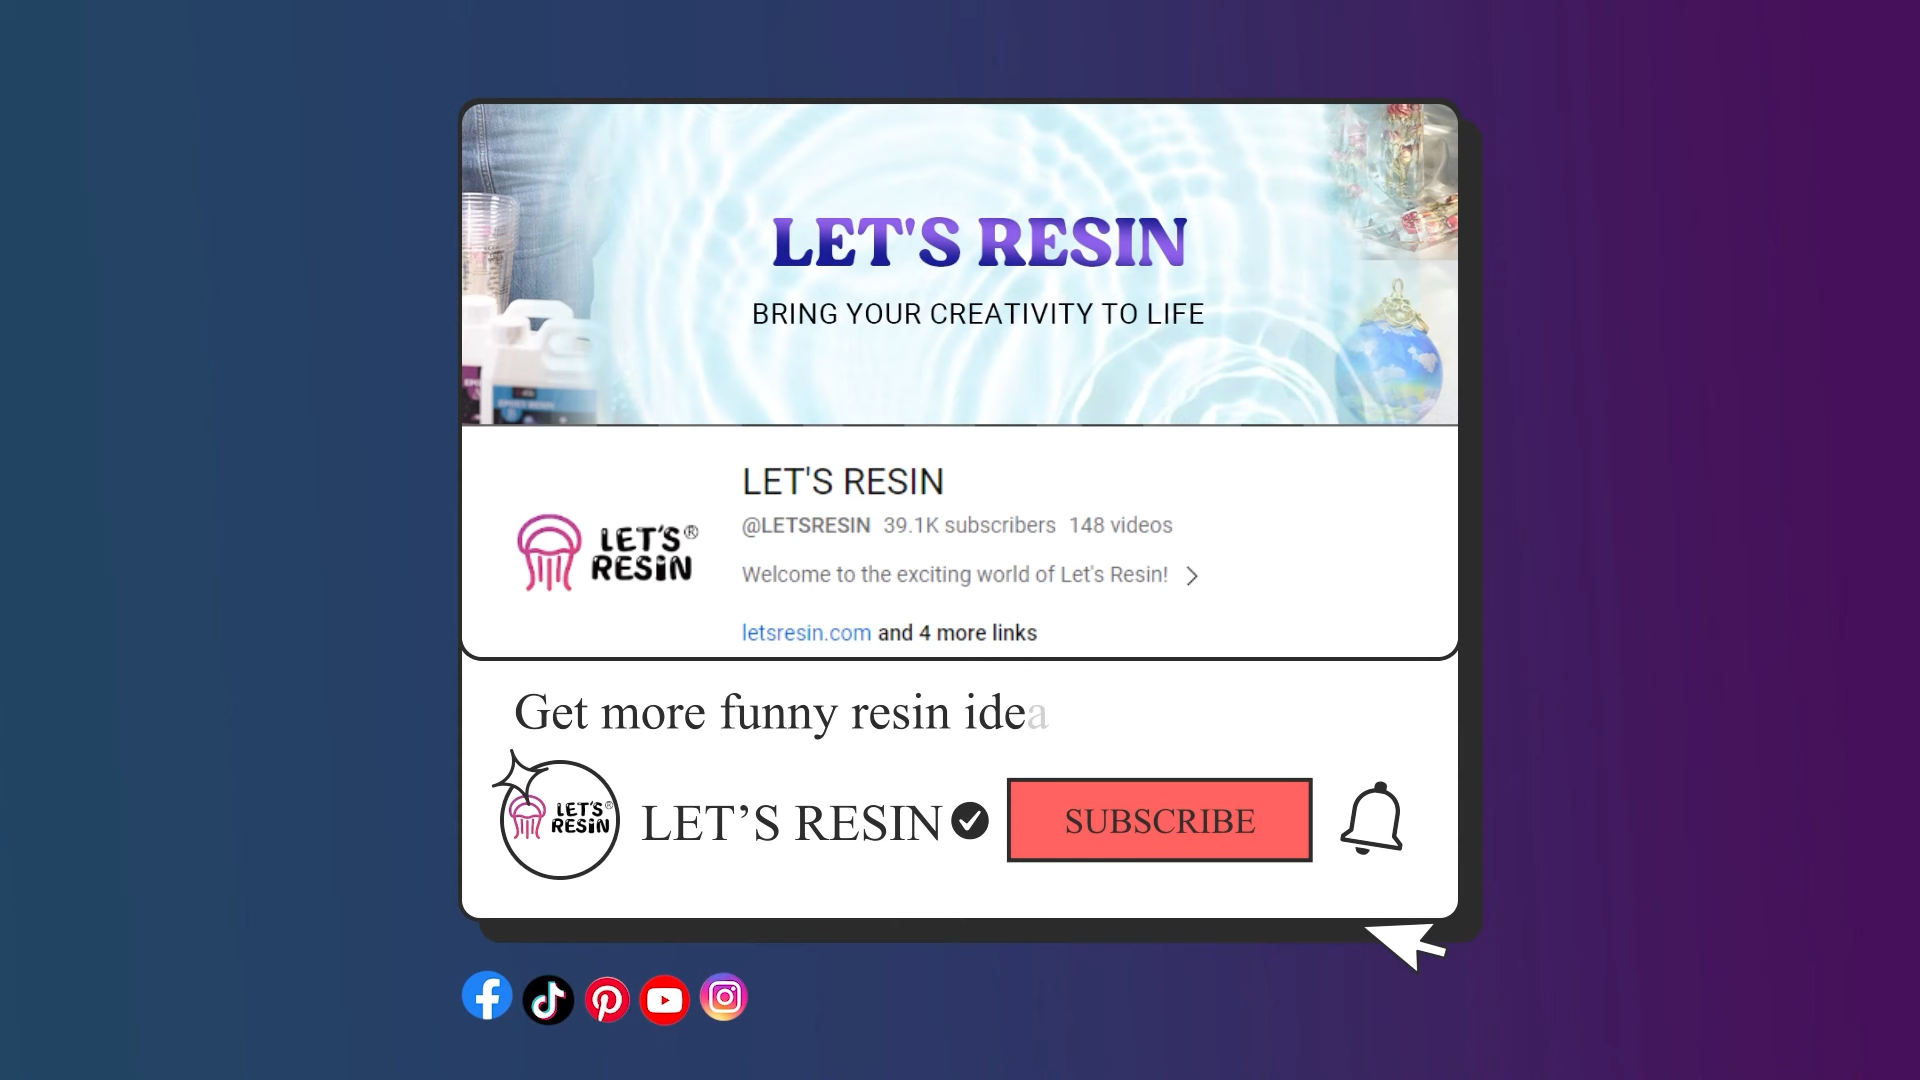 LET'S RESIN
BRING YOUR CREATIVITY TO LIFE
LET'S RESIN
@LETSRESIN 39.1K subscribers 148 videos
LET'S®
RESIN
Welcome to the exciting world of Let's Resin!
letsresin.com and 4 more links
Get more funny resin idea
LET'S®
RESIN
LET’S RESIN
SUBSCRIBE